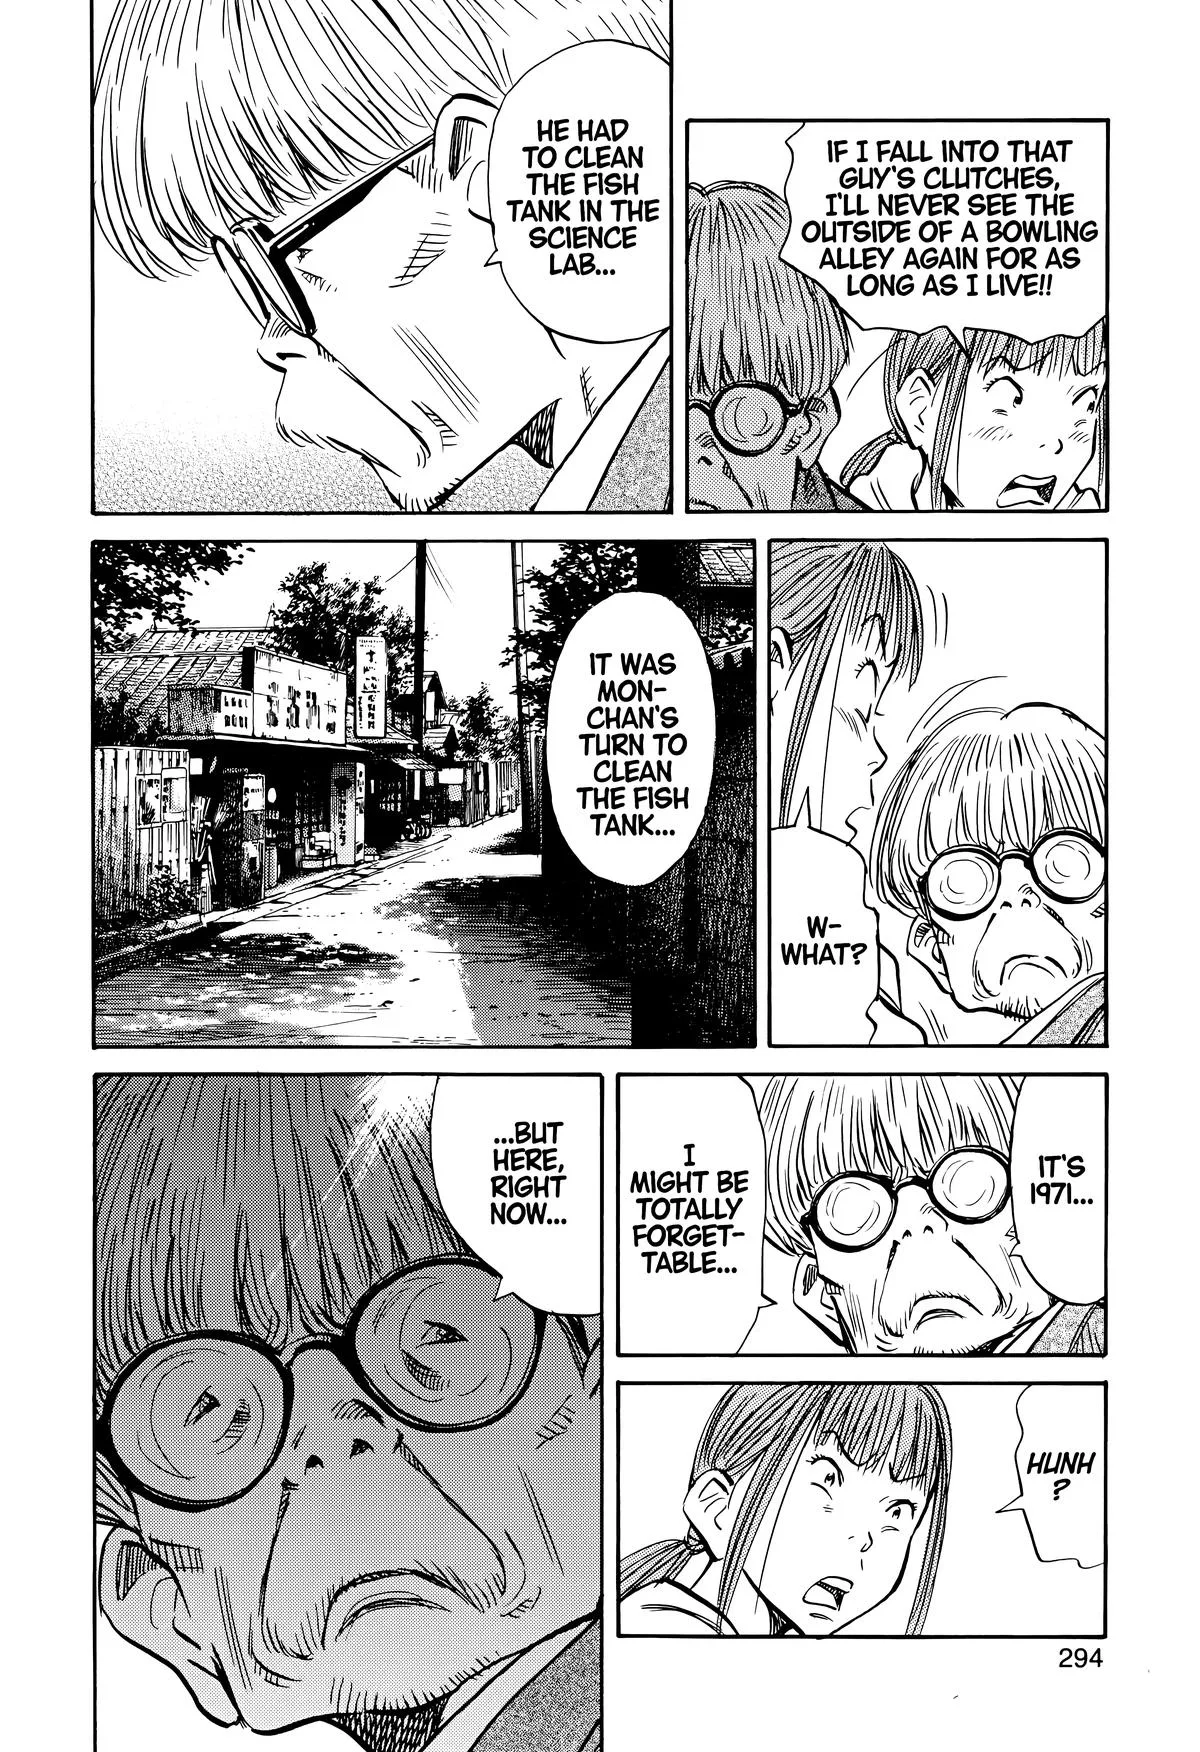 IF I FALL INTO THAT
GUY'S CLUTCHES,
I'LL NEVER SEE THE
OUTSIDE OF A BOWLING
ALLEY AGAIN FOR AS
LONG AS I LIVE!!
HE HAD
TO CLEAN
THE FISH
TANK IN THE
SCIENCE
LAB...
W-
WHAT?
IT WAS
MON-
CHAN'S
TURN TO
CLEAN
THE FISH
TANK...
IT'S
1971...
I
MIGHT BE
TOTALLY
FORGET-
TABLE...
HUNH
?
...BUT
HERE,
RIGHT
NOW...
294